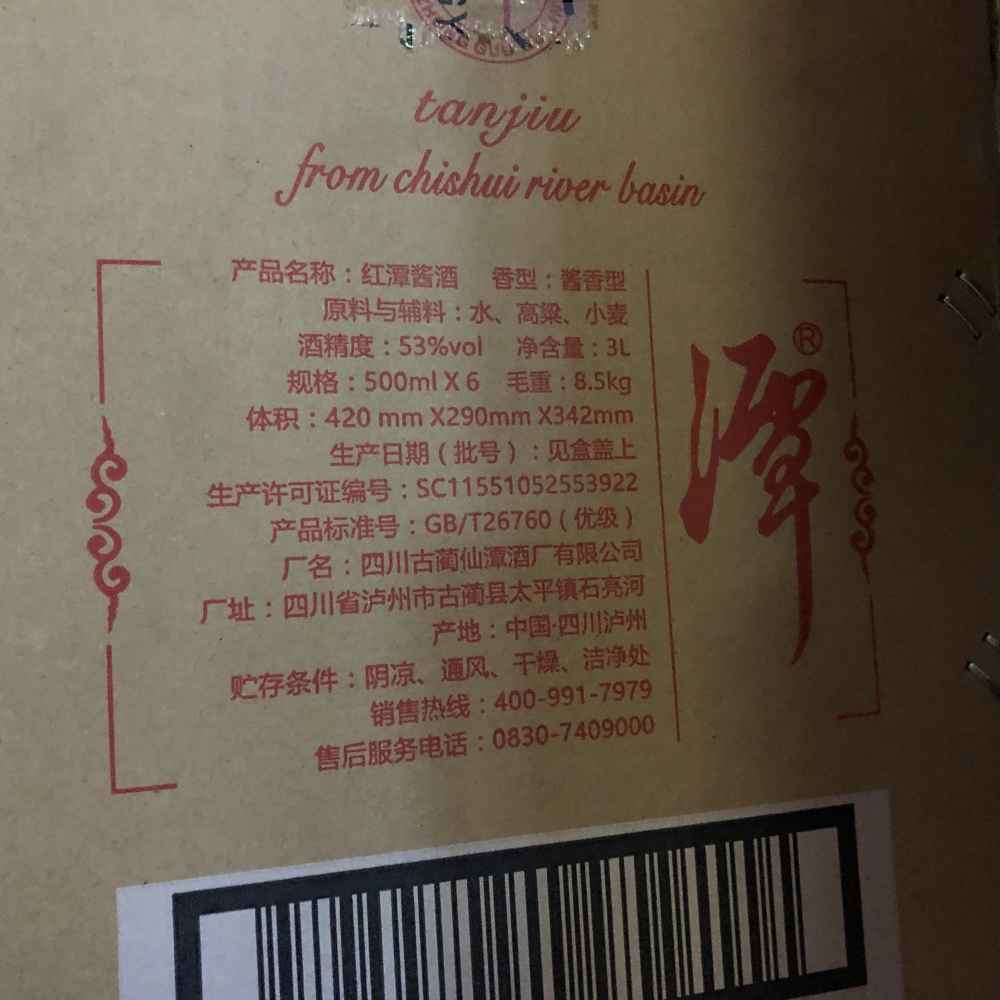 tanjiu
from chishui river basin
产品名称：红潭酱酒 香型：酱香型
原料与辅料：水、高粱、小麦
酒精度：53%vol 净含量：3L
规格：500ml X 6 毛重：8.5kg
体积：420 mm X290mm X342mm
生产日期（批号）：见盒盖上
生产许可证编号：SC11551052553922
产品标准号：GB/T26760（优级）
厂名：四川古蔺仙潭酒厂有限公司
厂址：四川省泸州市古蔺县太平镇石亮河
产地：中国·四川泸州
贮存条件：阴凉、通风、干燥、洁净处
销售热线：400-991-7979
售后服务电话：0830-7409000
潭®